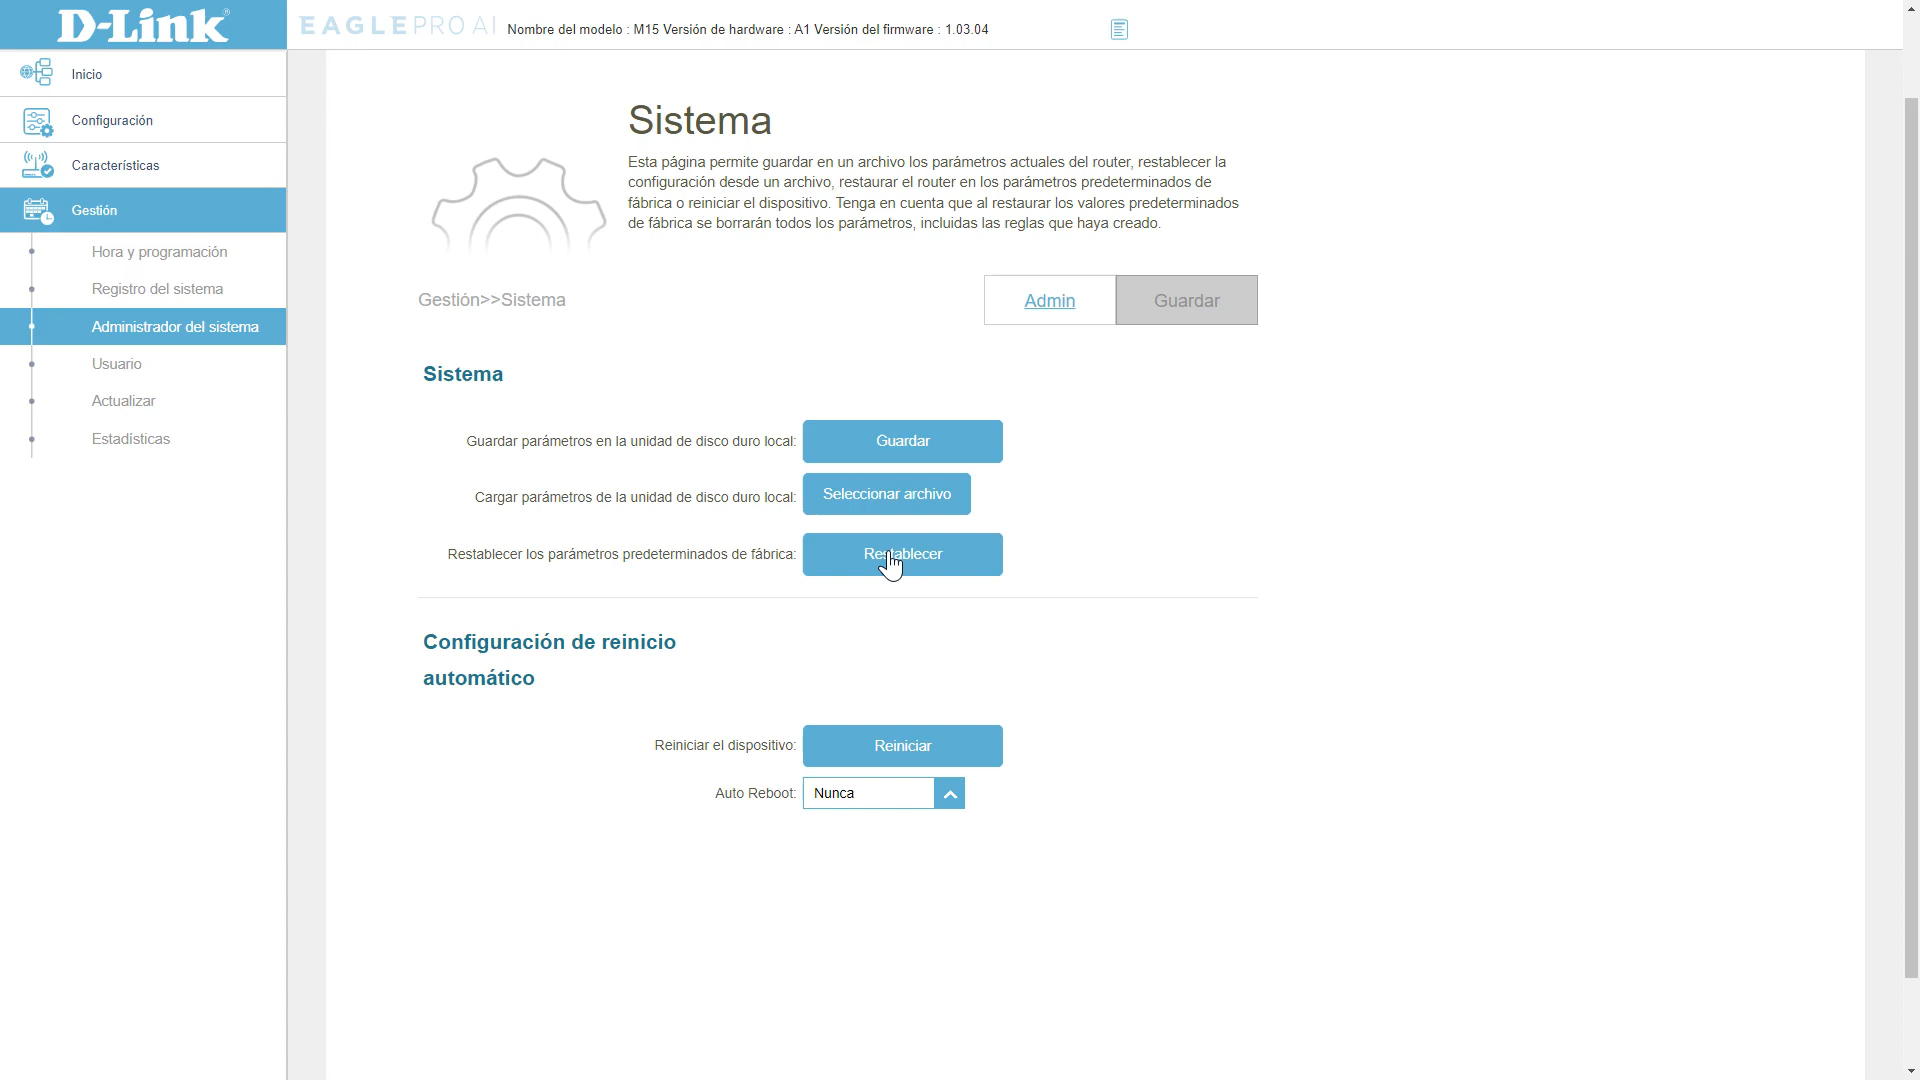 D-Link®
EAGLE PRO AI Nombre del modelo : M15 Versión de hardware : A1 Versión del firmware : 1.03.04
Inicio
Configuración
Características
Gestión
Hora y programación
Registro del sistema
Administrador del sistema
Usuario
Actualizar
Estadísticas
Sistema
Esta página permite guardar en un archivo los parámetros actuales del router, restablecer la
configuración desde un archivo, restaurar el router en los parámetros predeterminados de
fábrica o reiniciar el dispositivo. Tenga en cuenta que al restaurar los valores predeterminados
de fábrica se borrarán todos los parámetros, incluidas las reglas que haya creado.
Gestión>>Sistema
Admin
Guardar
Sistema
Guardar parámetros en la unidad de disco duro local: Guardar
Cargar parámetros de la unidad de disco duro local: Seleccionar archivo
Restablecer los parámetros predeterminados de fábrica: Restablecer
Configuración de reinicio
automático
Reiniciar el dispositivo: Reiniciar
Auto Reboot: Nunca